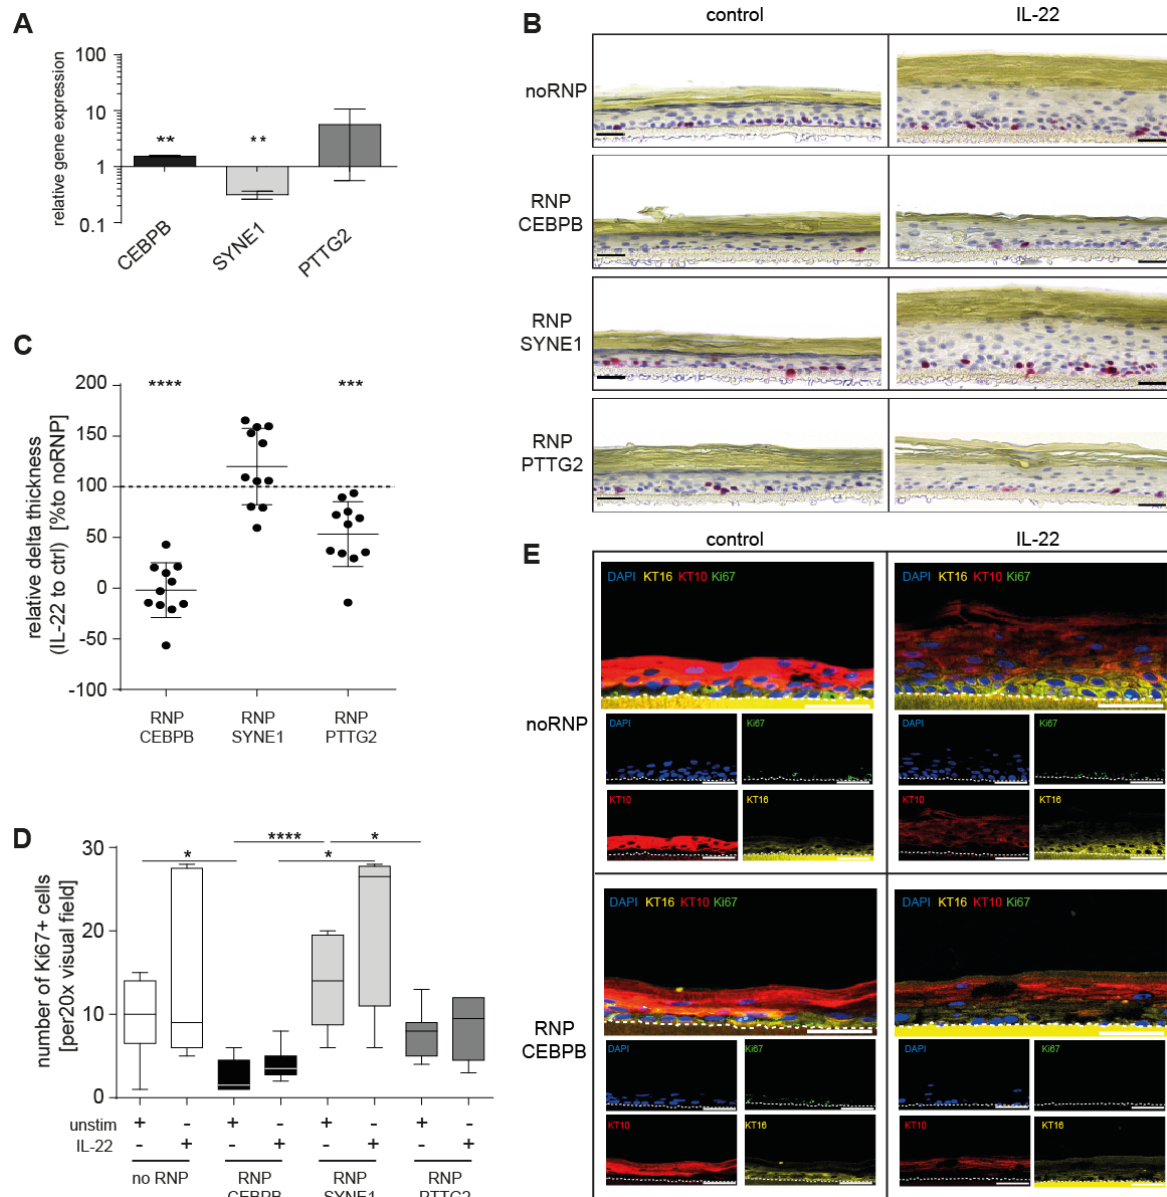 A
relative gene expression
100
10
1
0.1
**
**
CEBPB
SYNE1
PTTG2
B
control
IL-22
noRNP
RNP
CEBPB
RNP
SYNE1
RNP
PTTG2
C
relative delta thickness
(IL-22 to ctrl) [%to noRNP]
200
150
100
50
0
-50
-100
****
***
RNP
CEBPB
RNP
SYNE1
RNP
PTTG2
D
number of Ki67+ cells
[per20x visual field]
30
20
10
0
*
****
*
*
unstim + - + - + - + -
IL-22 - + - + - + - +
no RNP
RNP
CEBPB
RNP
SYNE1
RNP
PTTG2
E
control
IL-22
noRNP
DAPI KT16 KT10 Ki67
DAPI
Ki67
KT10
KT16
DAPI KT16 KT10 Ki67
DAPI
Ki67
KT10
KT16
RNP
CEBPB
DAPI KT16 KT10 Ki67
DAPI
Ki67
KT10
KT16
DAPI KT16 KT10 Ki67
DAPI
Ki67
KT10
KT16